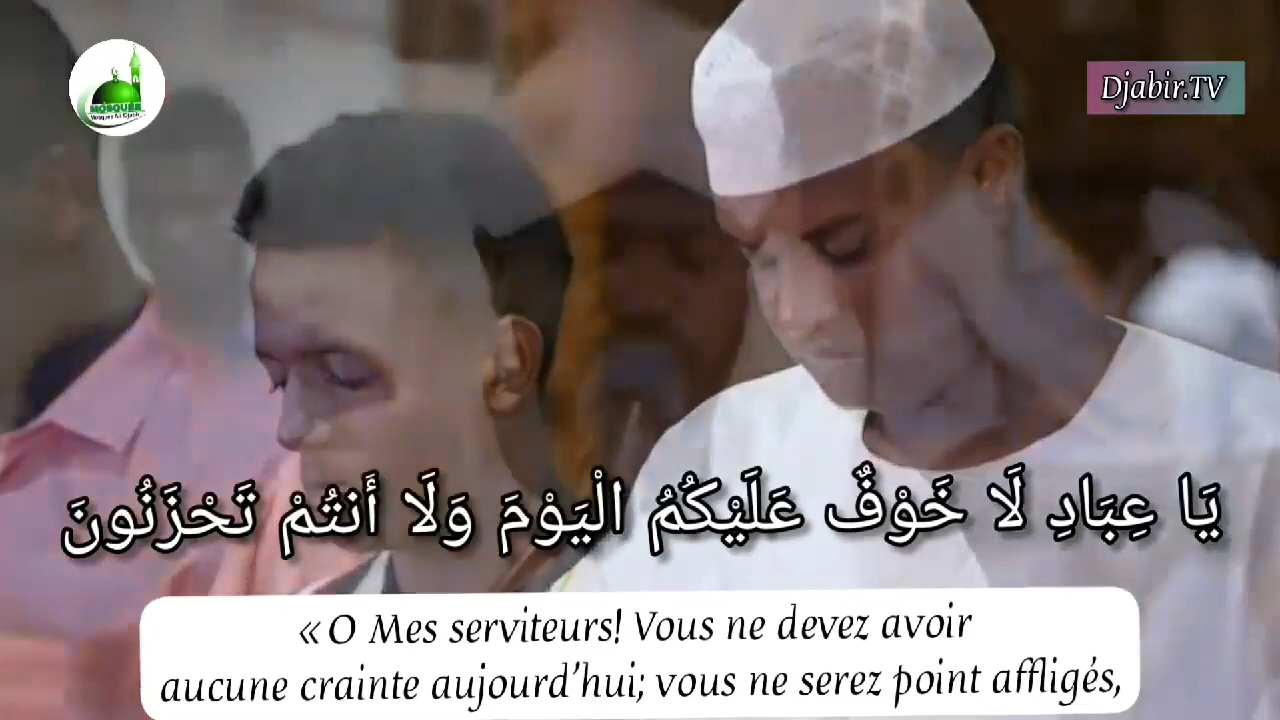 MOSQUEE
Djabir.TV
يَا عِبَادِ لَا خَوْفٌ عَلَيْكُمُ الْيَوْمَ وَلَا أَنتُمْ تَحْزَنُونَ
« O Mes serviteurs! Vous ne devez avoir
aucune crainte aujourd’hui; vous ne serez point affligés,